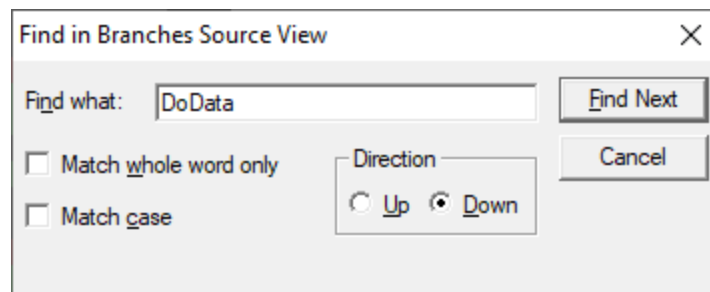 Find in Branches Source View
Find what: DoData Find Next
Match whole word only Direction Cancel
Match case Up Down